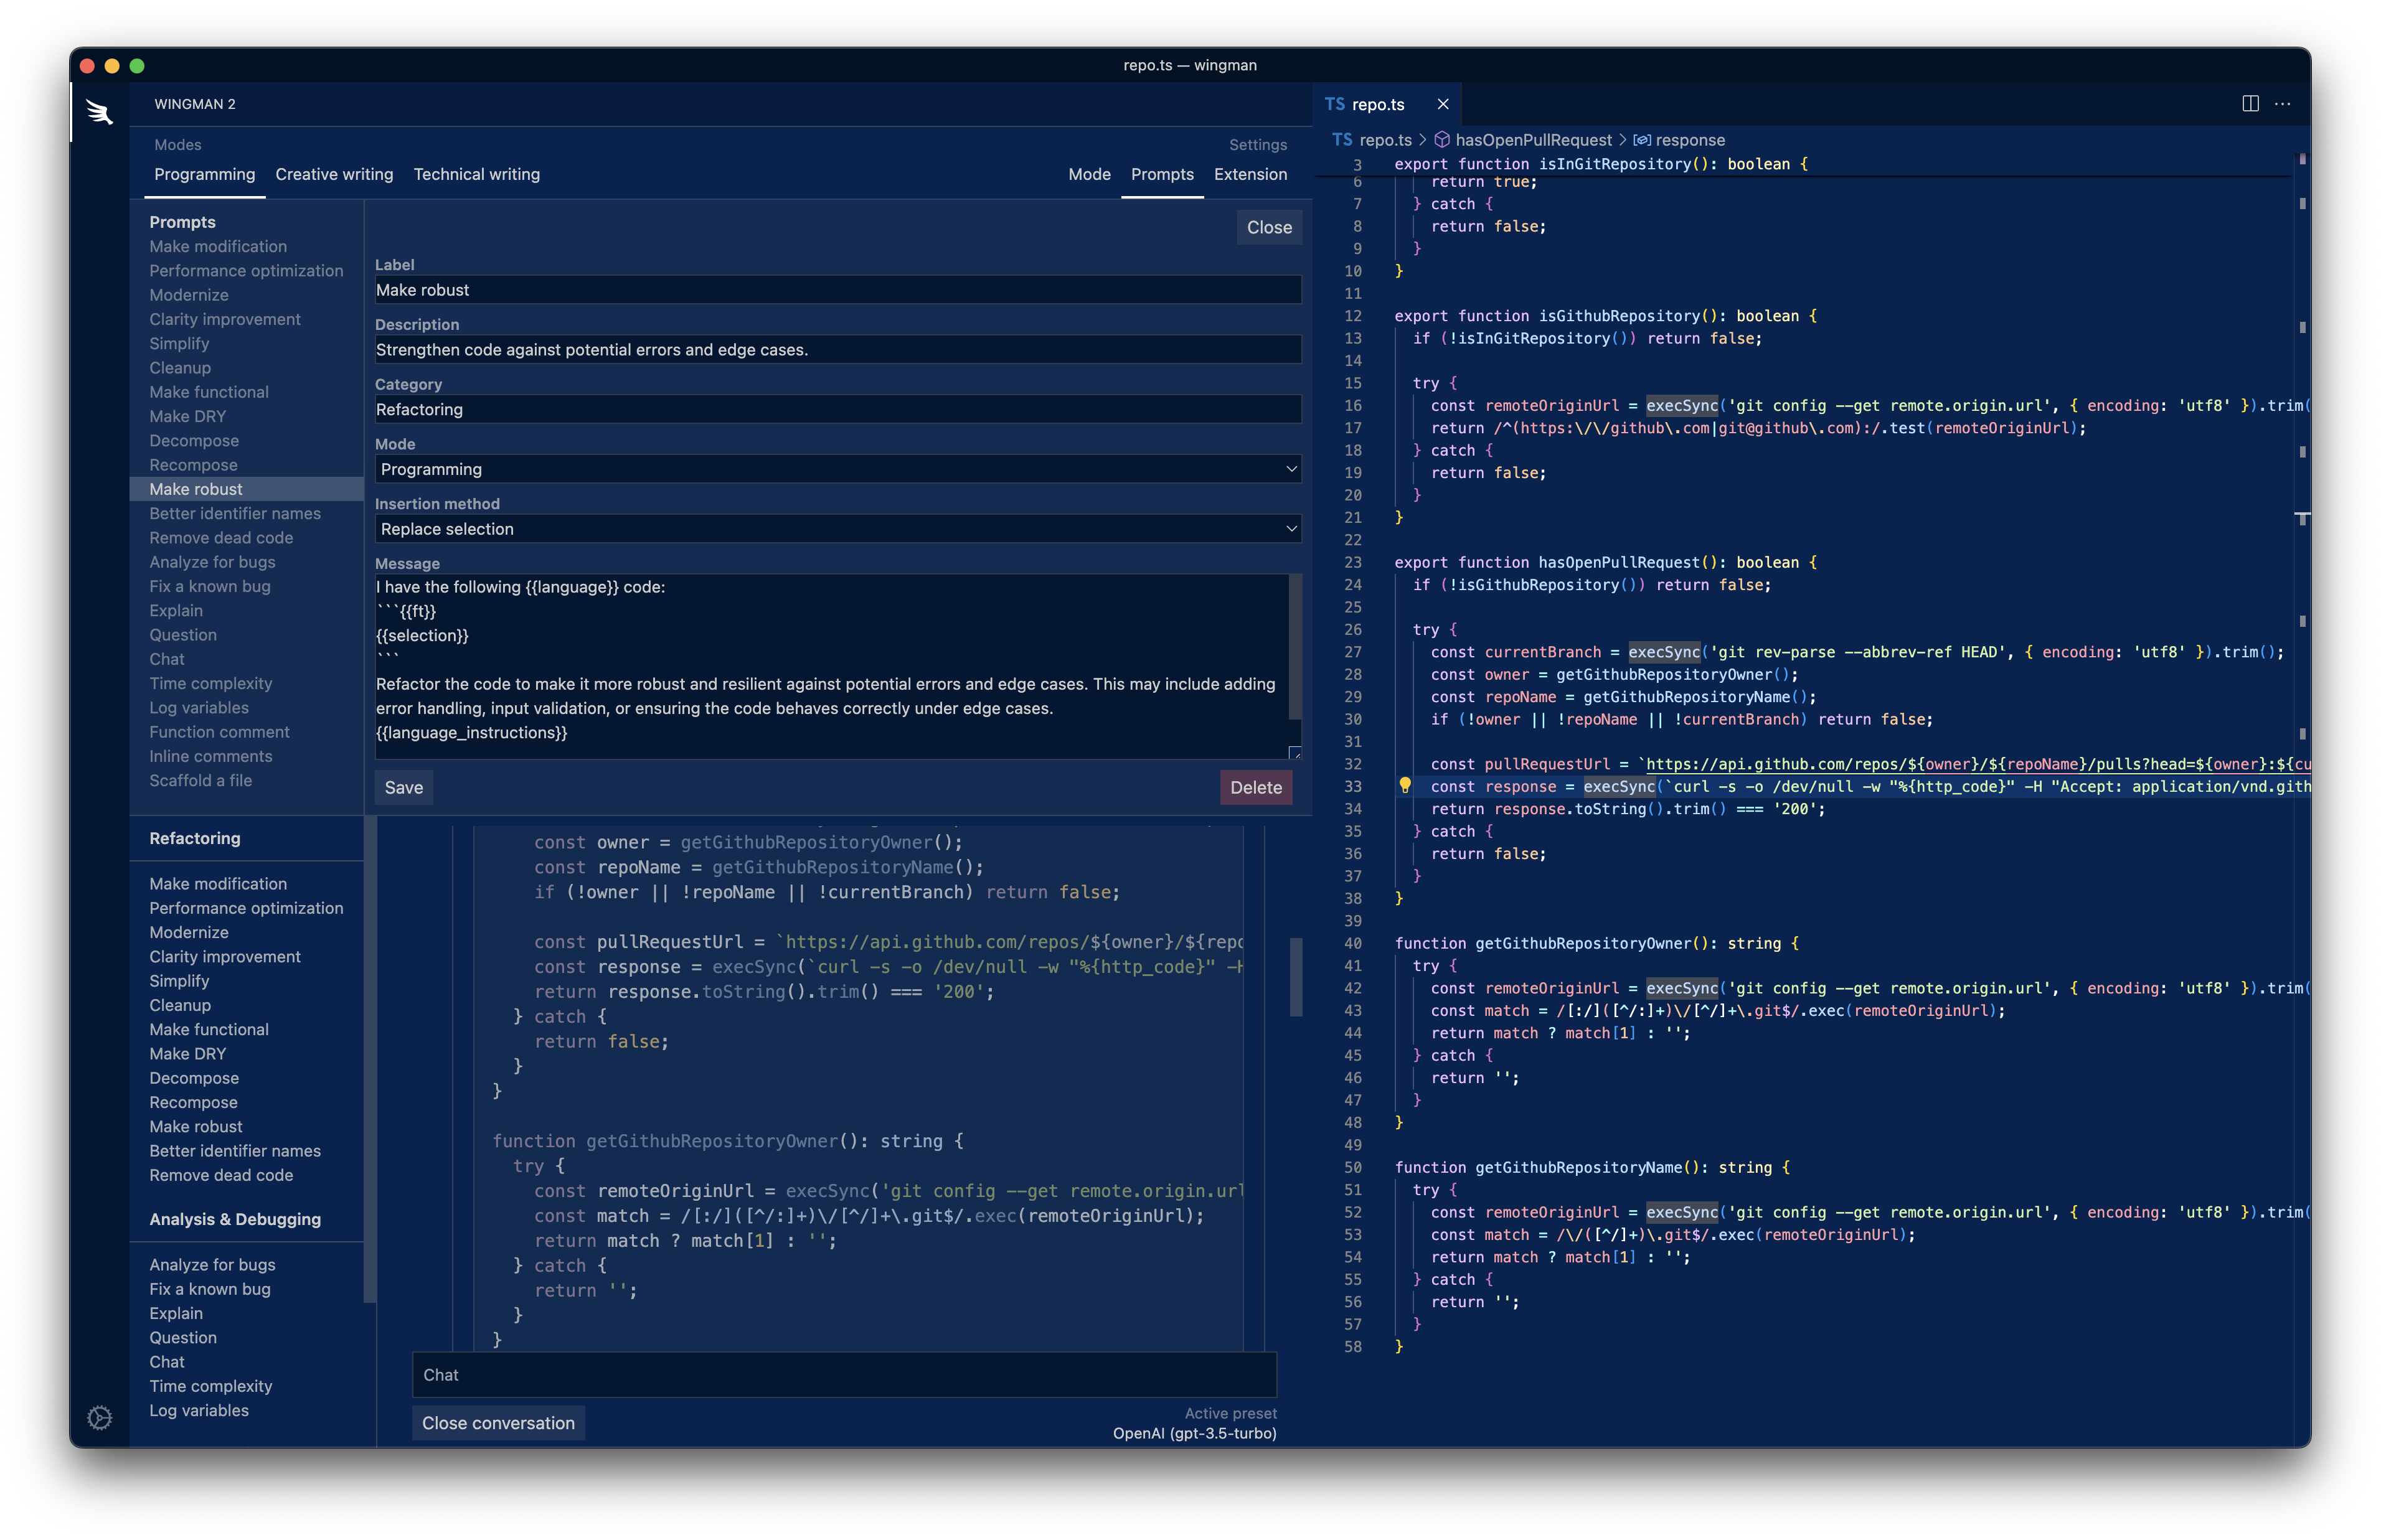 repo.ts — wingman
WINGMAN 2
Modes
Settings
Programming Creative writing Technical writing
Mode Prompts Extension
Prompts
Make modification
Performance optimization
Modernize
Clarity improvement
Simplify
Cleanup
Make functional
Make DRY
Decompose
Recompose
Make robust
Better identifier names
Remove dead code
Analyze for bugs
Fix a known bug
Explain
Question
Chat
Time complexity
Log variables
Function comment
Inline comments
Scaffold a file
Close
Label
Make robust
Description
Strengthen code against potential errors and edge cases.
Category
Refactoring
Mode
Programming
Insertion method
Replace selection
Message
I have the following {{language}} code:
```{{ft}}
{{selection}}
```
Refactor the code to make it more robust and resilient against potential errors and edge cases. This may include adding
error handling, input validation, or ensuring the code behaves correctly under edge cases.
{{language_instructions}}
Save
Delete
Refactoring
Make modification
Performance optimization
Modernize
Clarity improvement
Simplify
Cleanup
Make functional
Make DRY
Decompose
Recompose
Make robust
Better identifier names
Remove dead code
Analysis & Debugging
Analyze for bugs
Fix a known bug
Explain
Question
Chat
Time complexity
Log variables
const owner = getGithubRepositoryOwner();
const repoName = getGithubRepositoryName();
if (!owner || !repoName || !currentBranch) return false;
const pullRequestUrl = `https://api.github.com/repos/${owner}/${repo
const response = execSync(`curl -s -o /dev/null -w "%{http_code}" -H
return response.toString().trim() === '200';
} catch {
return false;
}
}
function getGithubRepositoryOwner(): string {
try {
const remoteOriginUrl = execSync('git config --get remote.origin.url
const match = /[:/]([^/:]+)\/[^/]+\.git$/.exec(remoteOriginUrl);
return match ? match[1] : '';
} catch {
return '';
}
}
Chat
Close conversation
Active preset
OpenAI (gpt-3.5-turbo)
TS repo.ts
TS repo.ts > hasOpenPullRequest > response
3 export function isInGitRepository(): boolean {
6 return true;
7 } catch {
8 return false;
9 }
10 }
11
12 export function isGithubRepository(): boolean {
13 if (!isInGitRepository()) return false;
14
15 try {
16 const remoteOriginUrl = execSync('git config --get remote.origin.url', { encoding: 'utf8' }).trim(
17 return /^(https:\/\/github\.com|git@github\.com):/.test(remoteOriginUrl);
18 } catch {
19 return false;
20 }
21 }
22
23 export function hasOpenPullRequest(): boolean {
24 if (!isGithubRepository()) return false;
25
26 try {
27 const currentBranch = execSync('git rev-parse --abbrev-ref HEAD', { encoding: 'utf8' }).trim();
28 const owner = getGithubRepositoryOwner();
29 const repoName = getGithubRepositoryName();
30 if (!owner || !repoName || !currentBranch) return false;
31
32 const pullRequestUrl = `https://api.github.com/repos/${owner}/${repoName}/pulls?head=${owner}:${cu
33 const response = execSync(`curl -s -o /dev/null -w "%{http_code}" -H "Accept: application/vnd.gith
34 return response.toString().trim() === '200';
35 } catch {
36 return false;
37 }
38 }
39
40 function getGithubRepositoryOwner(): string {
41 try {
42 const remoteOriginUrl = execSync('git config --get remote.origin.url', { encoding: 'utf8' }).trim(
43 const match = /[:/]([^/:]+)\/[^/]+\.git$/.exec(remoteOriginUrl);
44 return match ? match[1] : '';
45 } catch {
46 return '';
47 }
48 }
49
50 function getGithubRepositoryName(): string {
51 try {
52 const remoteOriginUrl = execSync('git config --get remote.origin.url', { encoding: 'utf8' }).trim(
53 const match = /\/([^/]+)\.git$/.exec(remoteOriginUrl);
54 return match ? match[1] : '';
55 } catch {
56 return '';
57 }
58 }